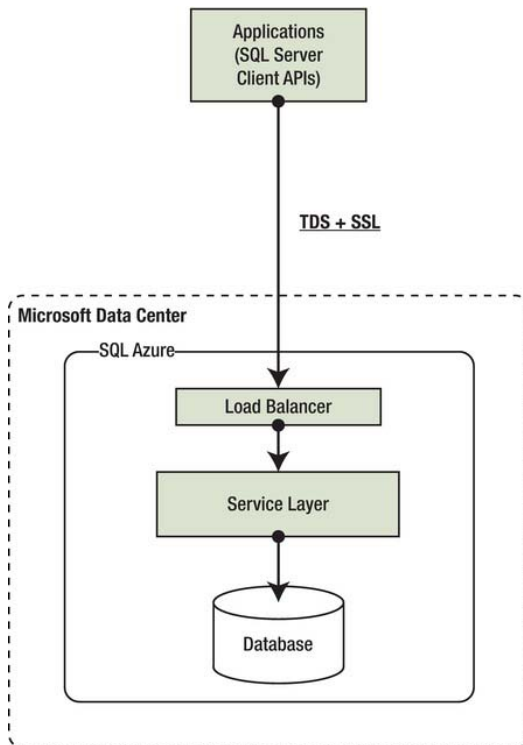 Applications
(SQL Server
Client APIs)
TDS + SSL
Microsoft Data Center
SQL Azure
Load Balancer
Service Layer
Database